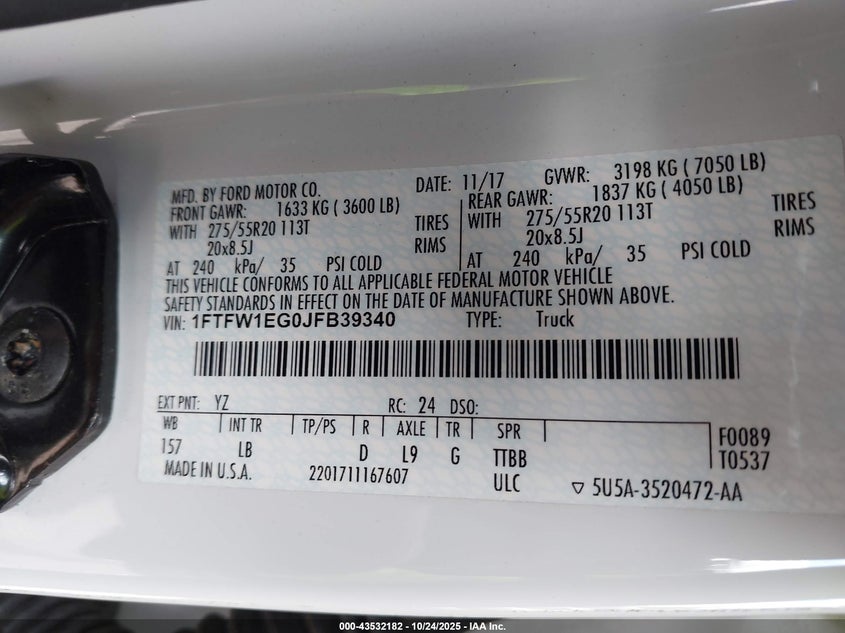 MFD. BY FORD MOTOR CO. DATE: 11/17 GVWR: 3198 KG ( 7050 LB)
FRONT GAWR: 1633 KG ( 3600 LB) REAR GAWR: 1837 KG ( 4050 LB)
WITH 275/55R20 113T TIRES WITH 275/55R20 113T TIRES
20x8.5J RIMS 20x8.5J RIMS
AT 240 kPa/ 35 PSI COLD AT 240 kPa/ 35 PSI COLD
THIS VEHICLE CONFORMS TO ALL APPLICABLE FEDERAL MOTOR VEHICLE
SAFETY STANDARDS IN EFFECT ON THE DATE OF MANUFACTURE SHOWN ABOVE.
VIN: 1FTFW1EG0JFB39340 TYPE: Truck
EXT PNT: YZ RC: 24 DSO:
WB INT TR TP/PS R AXLE TR SPR F0089
157 LB D L9 G TTBB T0537
MADE IN U.S.A. 2201711167607 ULC ▽ 5U5A-3520472-AA
000-43532182 - 10/24/2025 - IAA Inc.